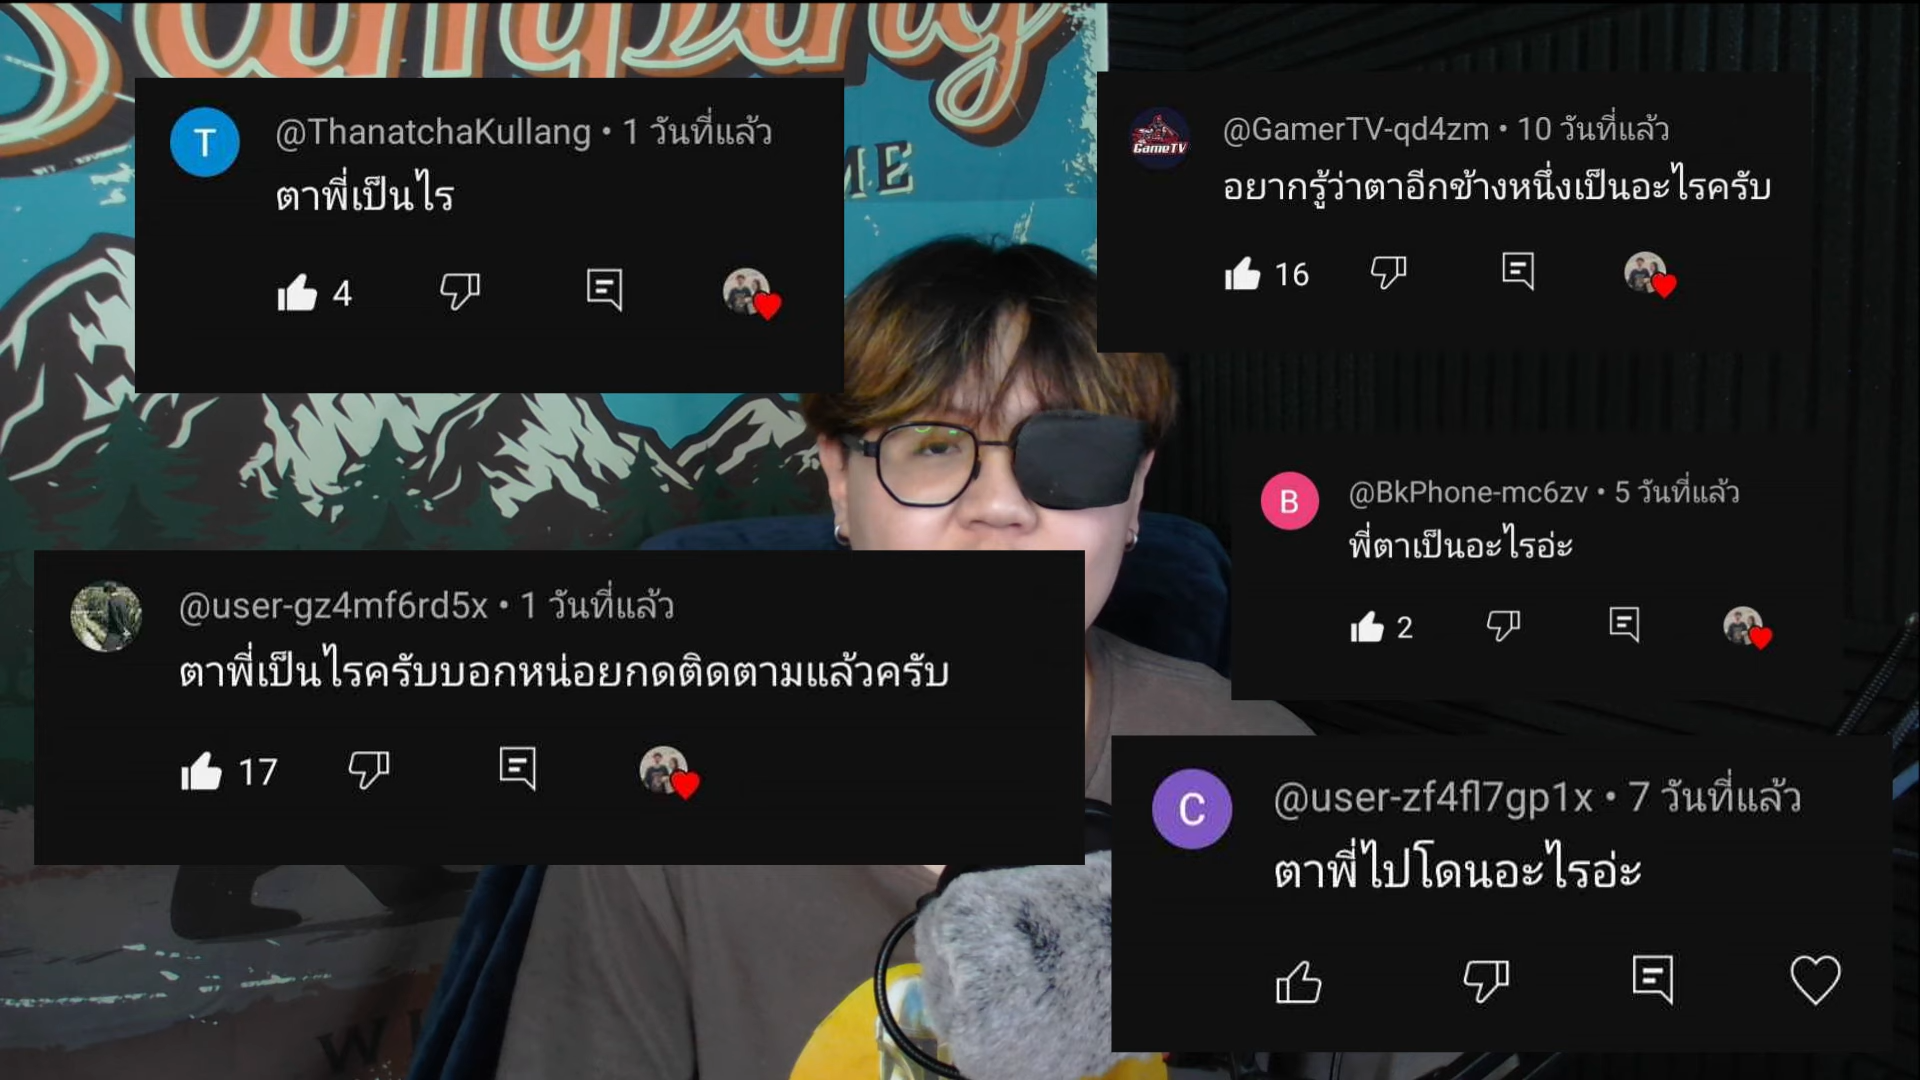 @ThanatchaKullang • 1 วันที่แล้ว
T
ตาพี่เป็นไร
4
@GamerTV-qd4zm • 10 วันที่แล้ว
GameTV
อยากรู้ว่าตาอีกข้างหนึ่งเป็นอะไรครับ
16
ME
@BkPhone-mc6zv • 5 วันที่แล้ว
B
พี่ตาเป็นอะไรอ่ะ
2
@user-gz4mf6rd5x • 1 วันที่แล้ว
ตาพี่เป็นไรครับบอกหน่อยกดติดตามแล้วครับ
17
@user-zf4fl7gp1x • 7 วันที่แล้ว
C
ตาพี่ไปโดนอะไรอ่ะ